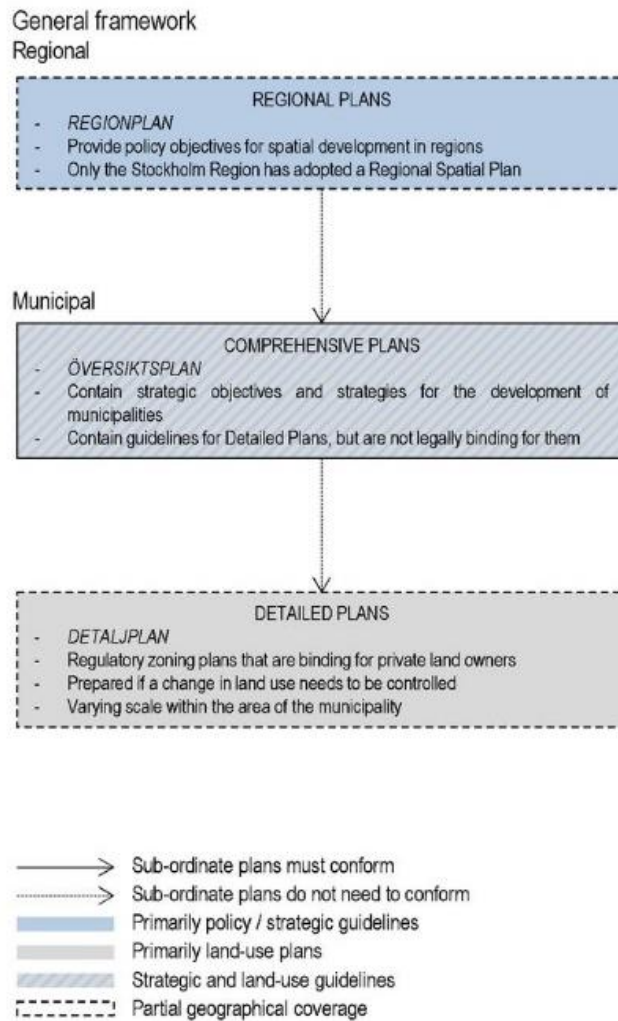 General framework
Regional
REGIONAL PLANS
- REGIONPLAN
- Provide policy objectives for spatial development in regions
- Only the Stockholm Region has adopted a Regional Spatial Plan
Municipal
COMPREHENSIVE PLANS
- ÖVERSIKTSPLAN
- Contain strategic objectives and strategies for the development of
municipalities
- Contain guidelines for Detailed Plans, but are not legally binding for them
DETAILED PLANS
- DETALJPLAN
- Regulatory zoning plans that are binding for private land owners
- Prepared if a change in land use needs to be controlled
- Varying scale within the area of the municipality
Sub-ordinate plans must conform
Sub-ordinate plans do not need to conform
Primarily policy / strategic guidelines
Primarily land-use plans
Strategic and land-use guidelines
Partial geographical coverage